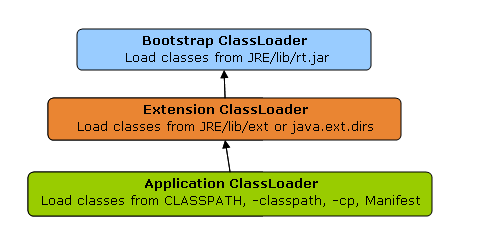 Bootstrap ClassLoader
Load classes from JRE/lib/rt.jar
Extension ClassLoader
Load classes from JRE/lib/ext or java.ext.dirs
Application ClassLoader
Load classes from CLASSPATH, -classpath, -cp, Manifest